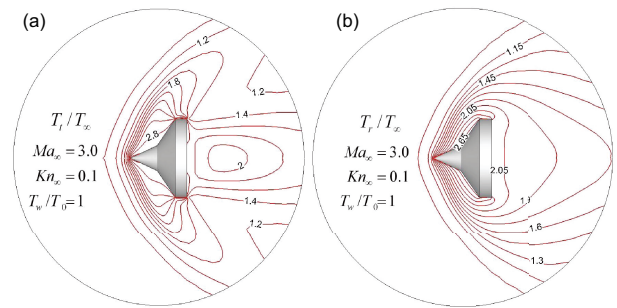 (a)
1.2
1.8
T_t / T_∞
1.2
1.4
2.8
Ma_∞ = 3.0
2
Kn_∞ = 0.1
T_w / T_0 = 1
1.4
1.2
(b)
1.15
1.45
2.05
T_r / T_∞
2.65
Ma_∞ = 3.0
2.05
Kn_∞ = 0.1
T_w / T_0 = 1
1.6
1.3